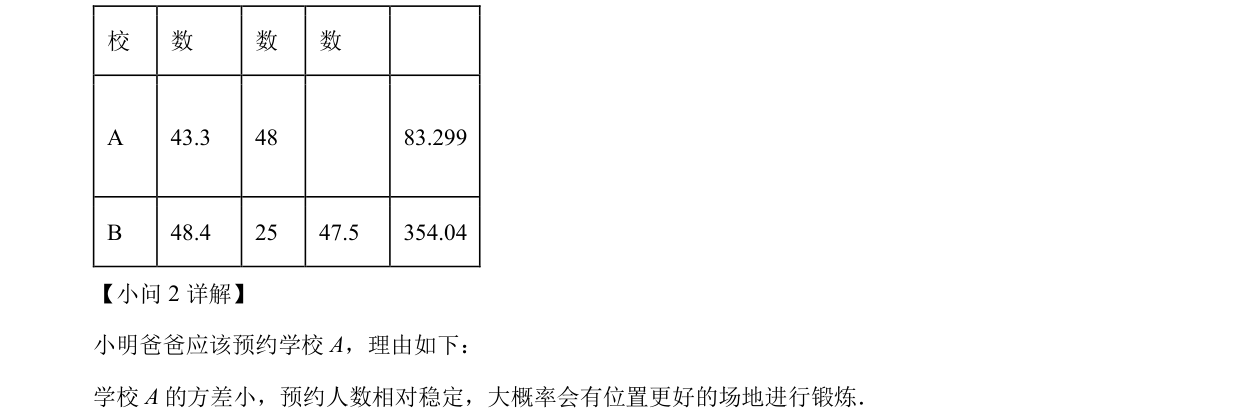 校 数 数 数
A 43.3 48 83.299
B 48.4 25 47.5 354.04
【小问 2 详解】
小明爸爸应该预约学校 A，理由如下：
学校 A 的方差小，预约人数相对稳定，大概率会有位置更好的场地进行锻炼．